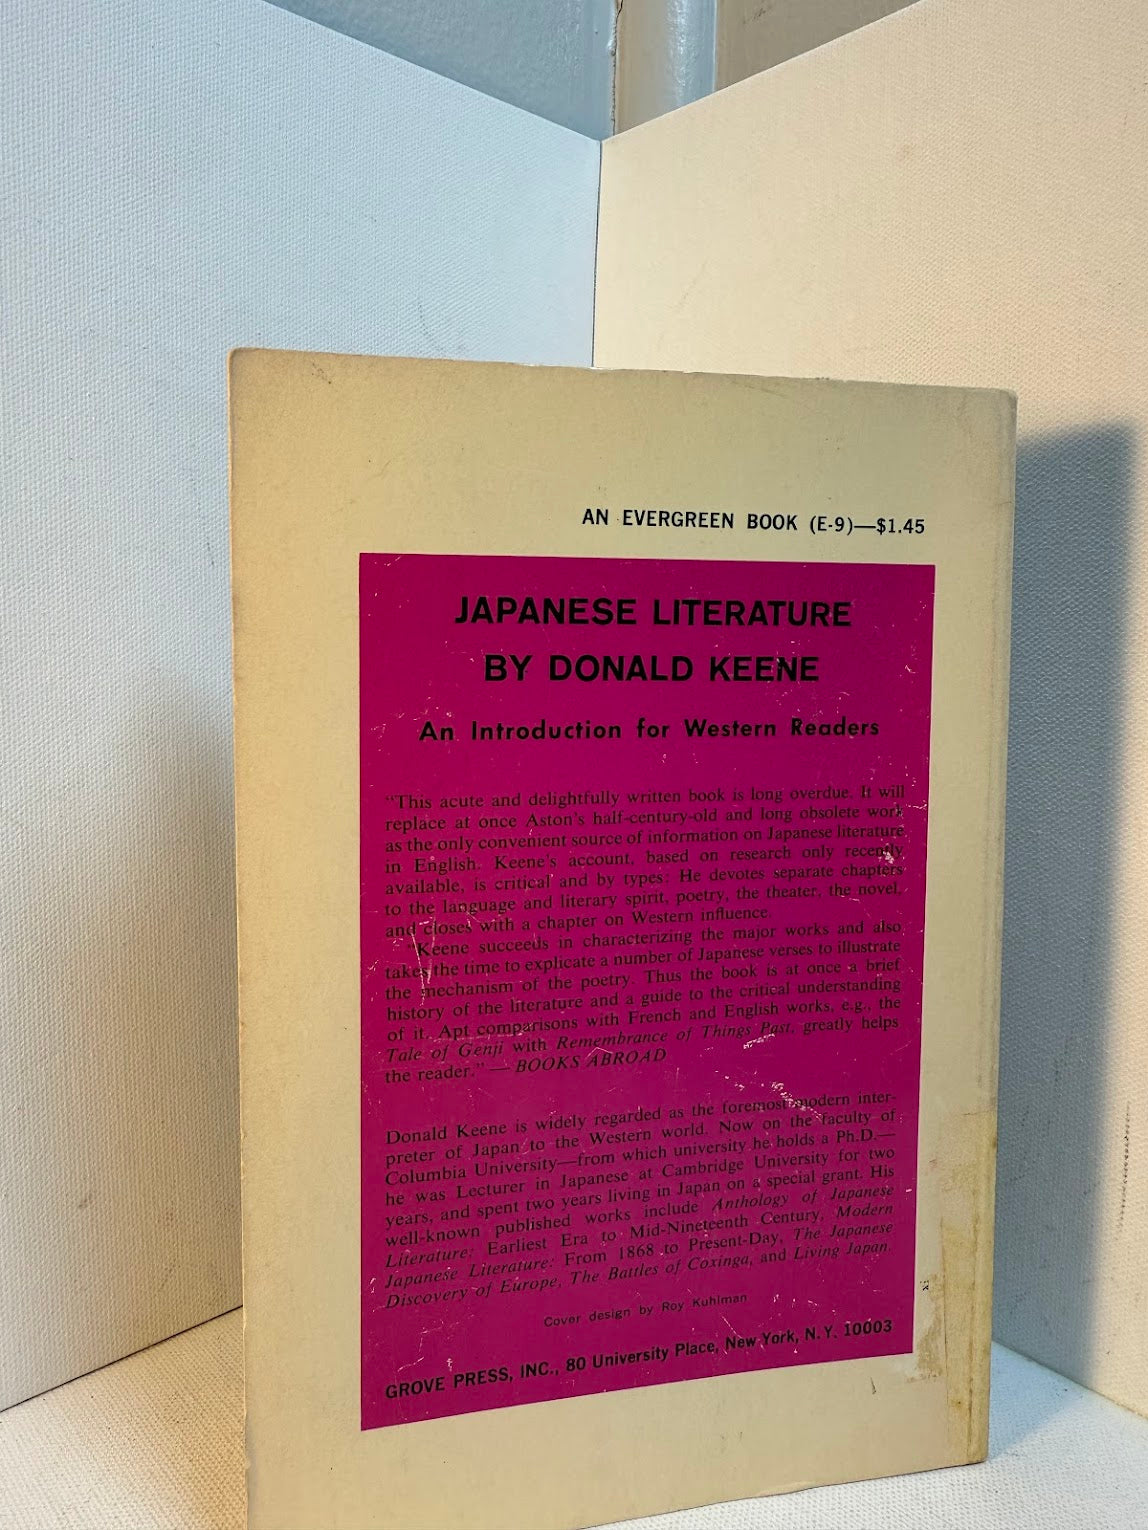 AN EVERGREEN BOOK (E-9)—$1.45
JAPANESE LITERATURE
BY DONALD KEENE
An Introduction for Western Readers
"This acute and delightfully written book is long overdue. It will
replace at once Aston's half-century-old and long obsolete work
as the only convenient source of information on Japanese literature
in English. Keene's account, based on research only recently
available, is critical and by types: He devotes separate chapters
to the language and literary spirit, poetry, the theater, the novel,
and closes with a chapter on Western influence.
"Keene succeeds in characterizing the major works and also
takes the time to explicate a number of Japanese verses to illustrate
the mechanism of the poetry. Thus the book is at once a brief
history of the literature and a guide to the critical understanding
of it. Apt comparisons with French and English works, e.g., the
Tale of Genji with Remembrance of Things Past, greatly helps
the reader." — BOOKS ABROAD
Donald Keene is widely regarded as the foremost modern inter-
preter of Japan to the Western world. Now on the faculty of
Columbia University—from which university he holds a Ph.D.—
he was Lecturer in Japanese at Cambridge University for two
years, and spent two years living in Japan on a special grant. His
well-known published works include Anthology of Japanese
Literature: Earliest Era to Mid-Nineteenth Century, Modern
Japanese Literature: From 1868 to Present-Day, The Japanese
Discovery of Europe, The Battles of Coxinga, and Living Japan.
Cover design by Roy Kuhlman
GROVE PRESS, INC., 80 University Place, New York, N.Y. 10003